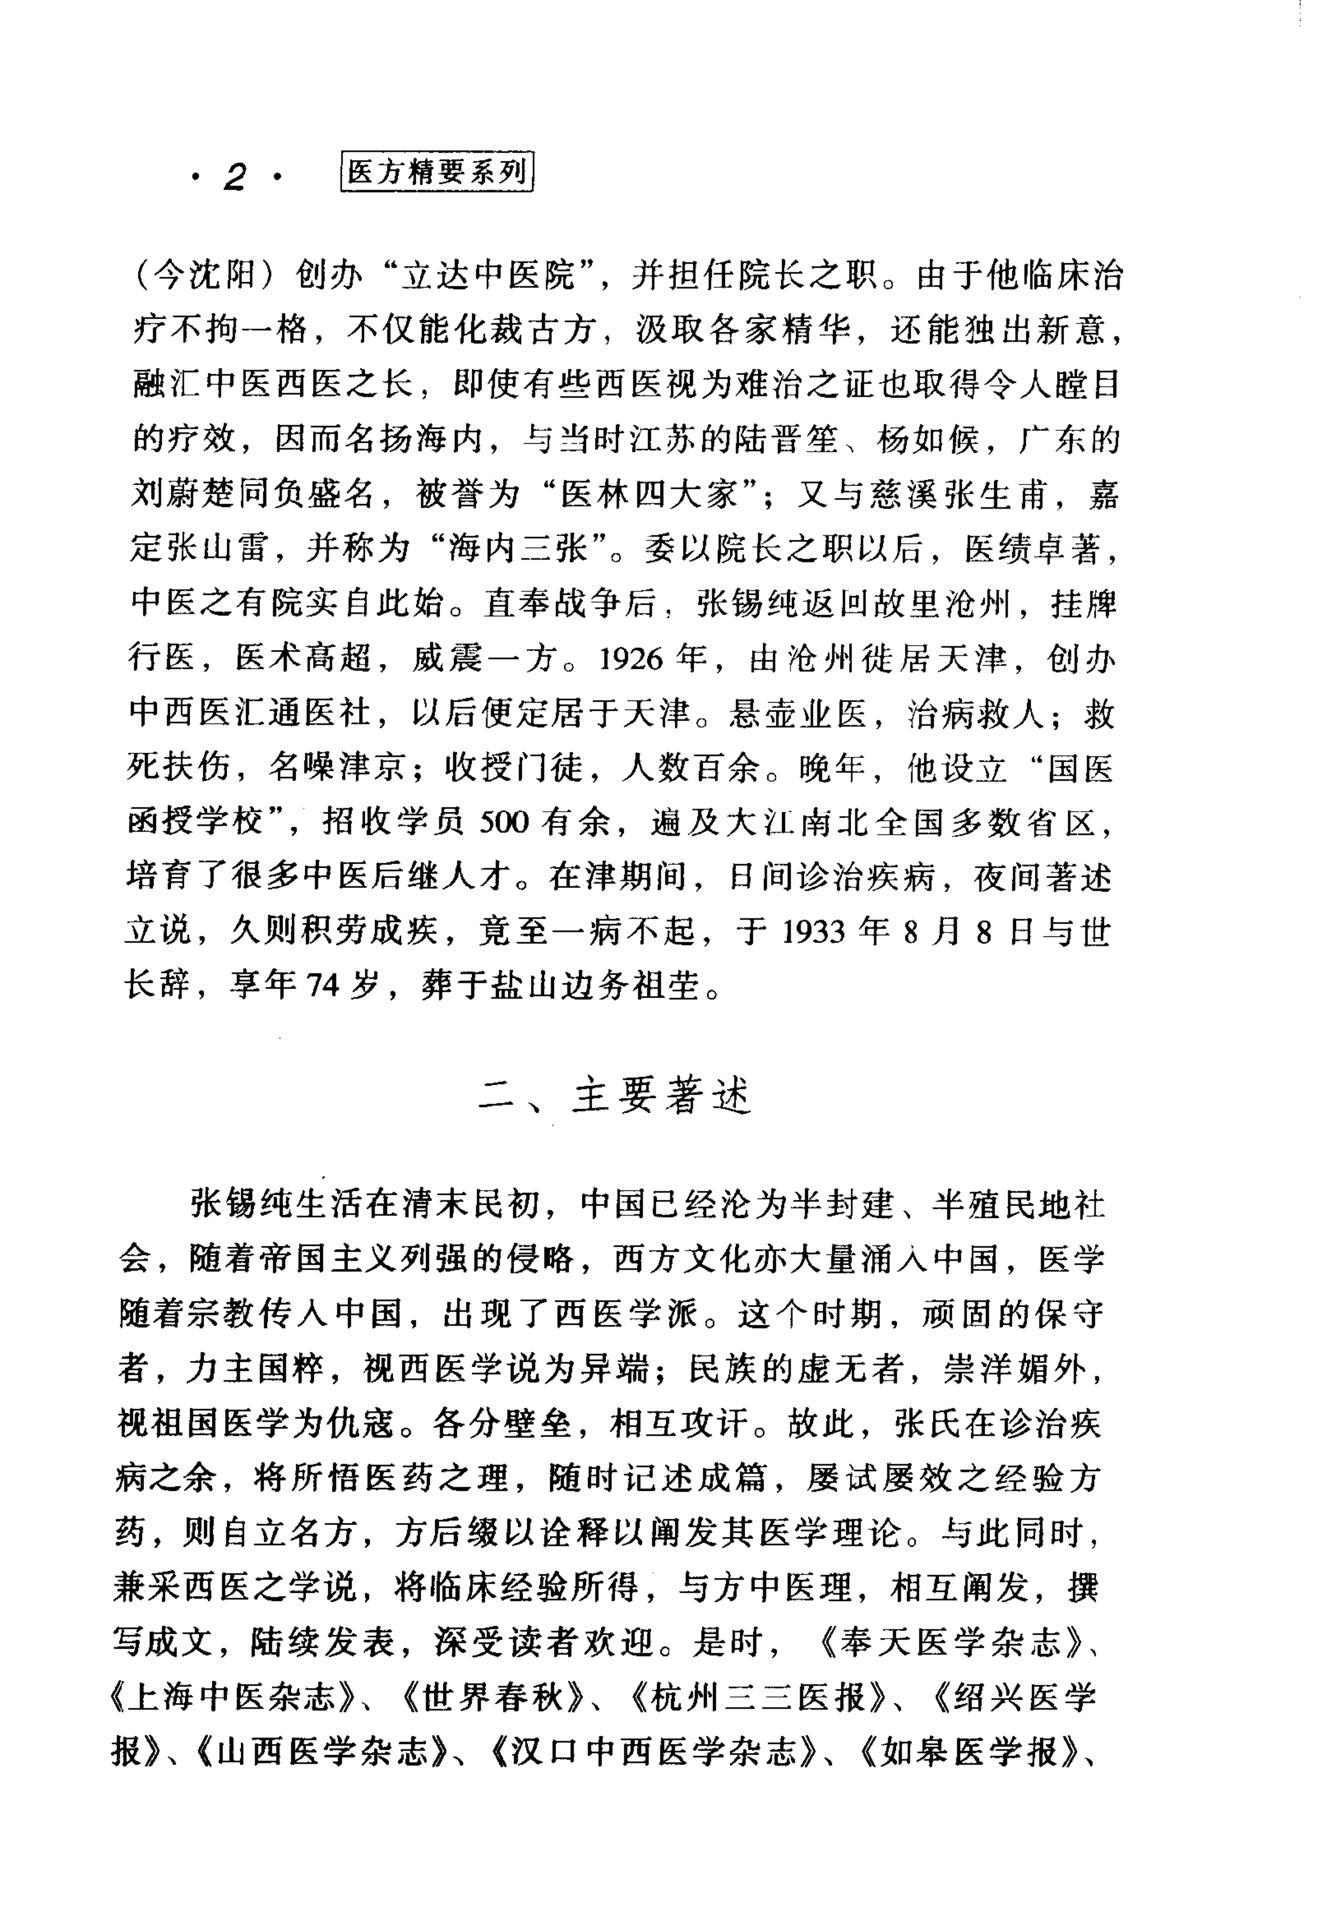 ·2· 医方精要系列
（今沈阳）创办“立达中医院”，并担任院长之职。由于他临床治
疗不拘一格，不仅能化裁古方，汲取各家精华，还能独出新意，
融汇中医西医之长，即使有些西医视为难治之证也取得令人瞠目
的疗效，因而名扬海内，与当时江苏的陆晋笙、杨如候，广东的
刘蔚楚同负盛名，被誉为“医林四大家”；又与慈溪张生甫，嘉
定张山雷，并称为“海内三张”。委以院长之职以后，医绩卓著，
中医之有院实自此始。直奉战争后，张锡纯返回故里沧州，挂牌
行医，医术高超，威震一方。1926 年，由沧州徙居天津，创办
中西医汇通医社，以后便定居于天津。悬壶业医，治病救人；救
死扶伤，名噪津京；收授门徒，人数百余。晚年，他设立“国医
函授学校”，招收学员 500 有余，遍及大江南北全国多数省区，
培育了很多中医后继人才。在津期间，日间诊治疾病，夜间著述
立说，久则积劳成疾，竟至一病不起，于 1933 年 8 月 8 日与世
长辞，享年 74 岁，葬于盐山边务祖茔。
二、主要著述
张锡纯生活在清末民初，中国已经沦为半封建、半殖民地社
会，随着帝国主义列强的侵略，西方文化亦大量涌入中国，医学
随着宗教传入中国，出现了西医学派。这个时期，顽固的保守
者，力主国粹，视西医学说为异端；民族的虚无者，崇洋媚外，
视祖国医学为仇寇。各分壁垒，相互攻讦。故此，张氏在诊治疾
病之余，将所悟医药之理，随时记述成篇，屡试屡效之经验方
药，则自立名方，方后缀以诠释以阐发其医学理论。与此同时，
兼采西医之学说，将临床经验所得，与方中医理，相互阐发，撰
写成文，陆续发表，深受读者欢迎。是时，《奉天医学杂志》、
《上海中医杂志》、《世界春秋》、《杭州三三医报》、《绍兴医学
报》、《山西医学杂志》、《汉口中西医学杂志》、《如皋医学报》、